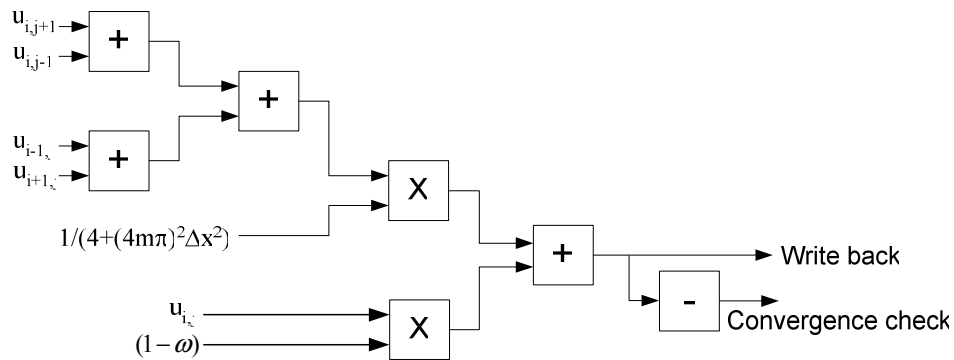 u_{i,j+1}
u_{i,j-1}
+
+
u_{i-1,
u_{i+1,
+
X
1/(4+(4mπ)²Δx²)
+
Write back
-
u_{i,
X
Convergence check
(1−ω)